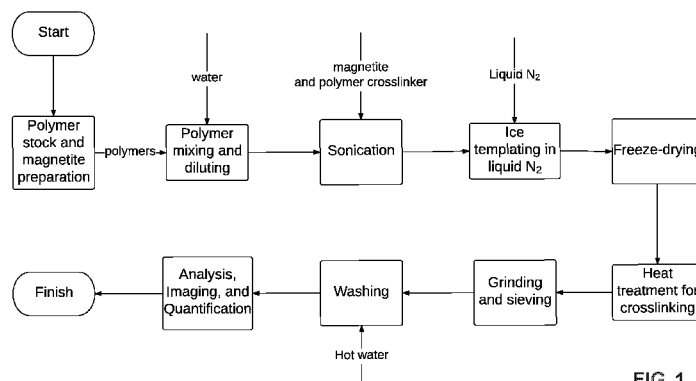 Start
water
magnetite
and polymer crosslinker
Liquid N₂
Polymer
stock and
magnetite
preparation
polymers
Polymer
mixing and
diluting
Sonication
Ice
templating in
liquid N₂
Freeze-drying
Heat
treatment for
crosslinking
Grinding
and sieving
Washing
Analysis,
Imaging, and
Quantification
Finish
Hot water
FIG. 1